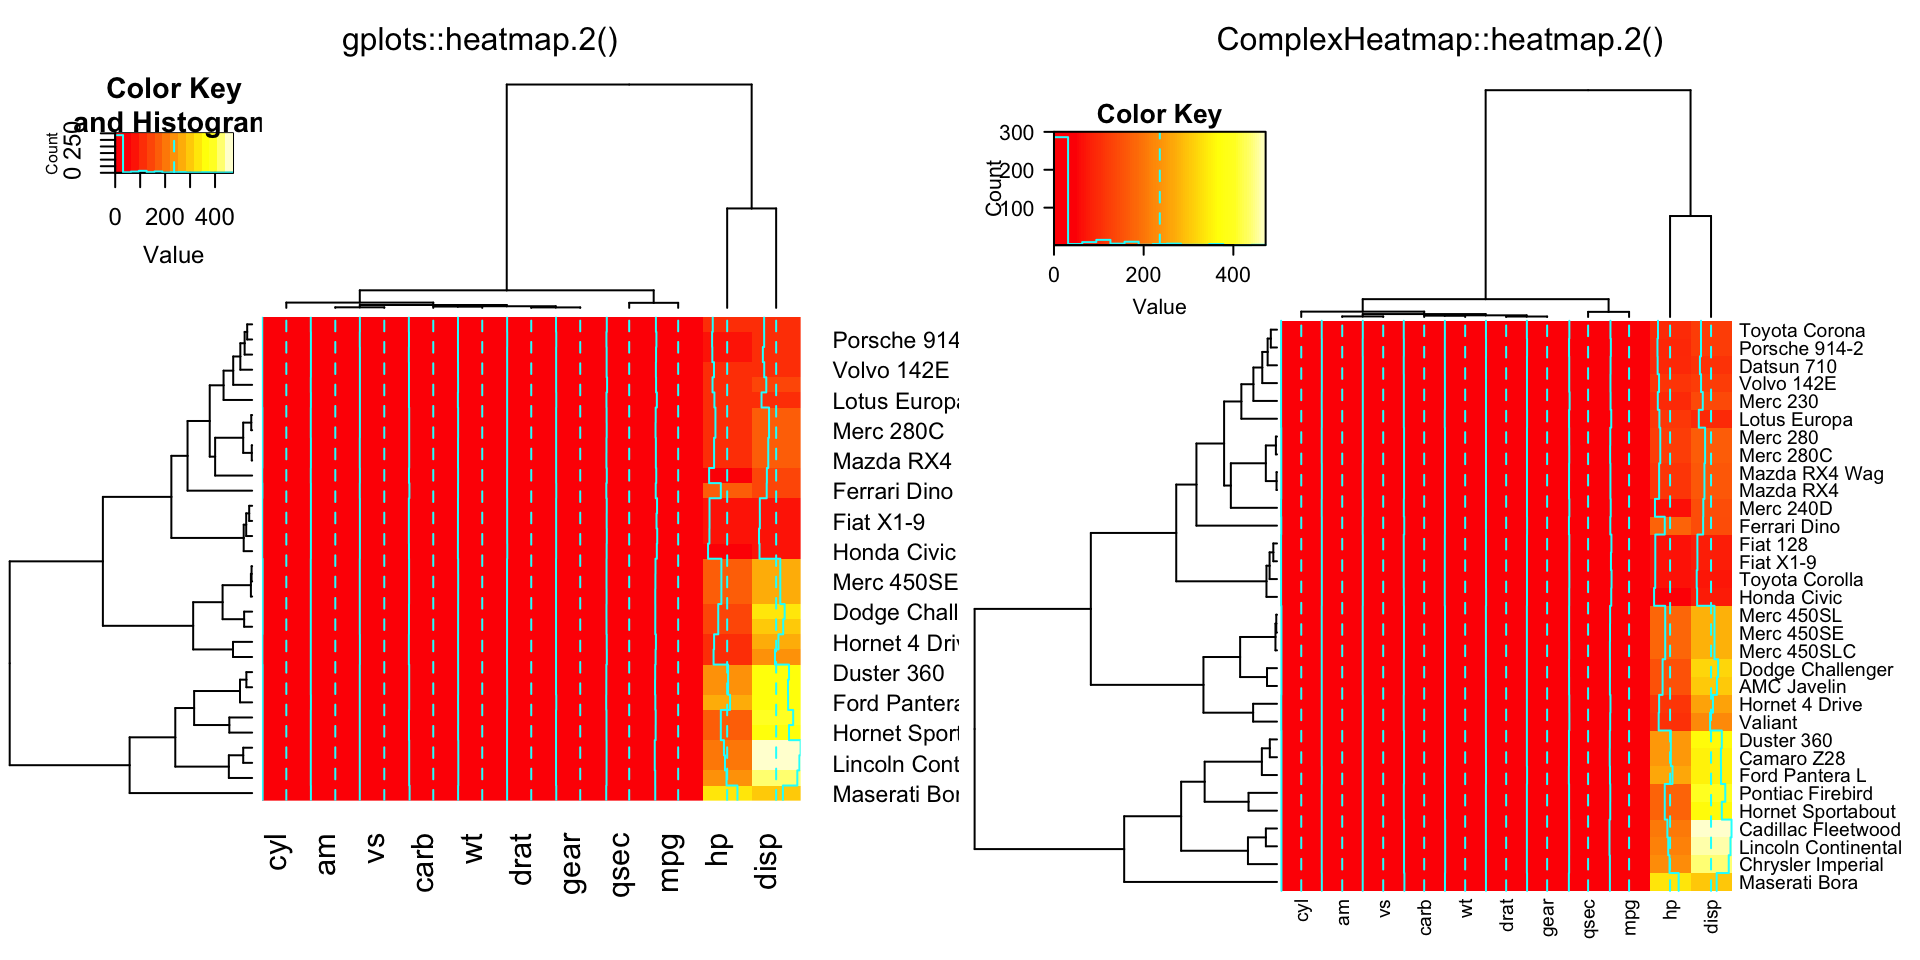 gplots::heatmap.2()
Color Key
and Histogran
Count
0 250
0 200 400
Value
Porsche 914
Volvo 142E
Lotus Europa
Merc 280C
Mazda RX4
Ferrari Dino
Fiat X1-9
Honda Civic
Merc 450SE
Dodge Chall
Hornet 4 Driv
Duster 360
Ford Pantera
Hornet Sport
Lincoln Cont
Maserati Bor
cyl am vs carb wt drat gear qsec mpg hp disp
ComplexHeatmap::heatmap.2()
Color Key
300
200
100
Count
0 200 400
Value
Toyota Corona
Porsche 914-2
Datsun 710
Volvo 142E
Merc 230
Lotus Europa
Merc 280
Merc 280C
Mazda RX4 Wag
Mazda RX4
Merc 240D
Ferrari Dino
Fiat 128
Fiat X1-9
Toyota Corolla
Honda Civic
Merc 450SL
Merc 450SE
Merc 450SLC
Dodge Challenger
AMC Javelin
Hornet 4 Drive
Valiant
Duster 360
Camaro Z28
Ford Pantera L
Pontiac Firebird
Hornet Sportabout
Cadillac Fleetwood
Lincoln Continental
Chrysler Imperial
Maserati Bora
cyl am vs carb wt drat gear qsec mpg hp disp